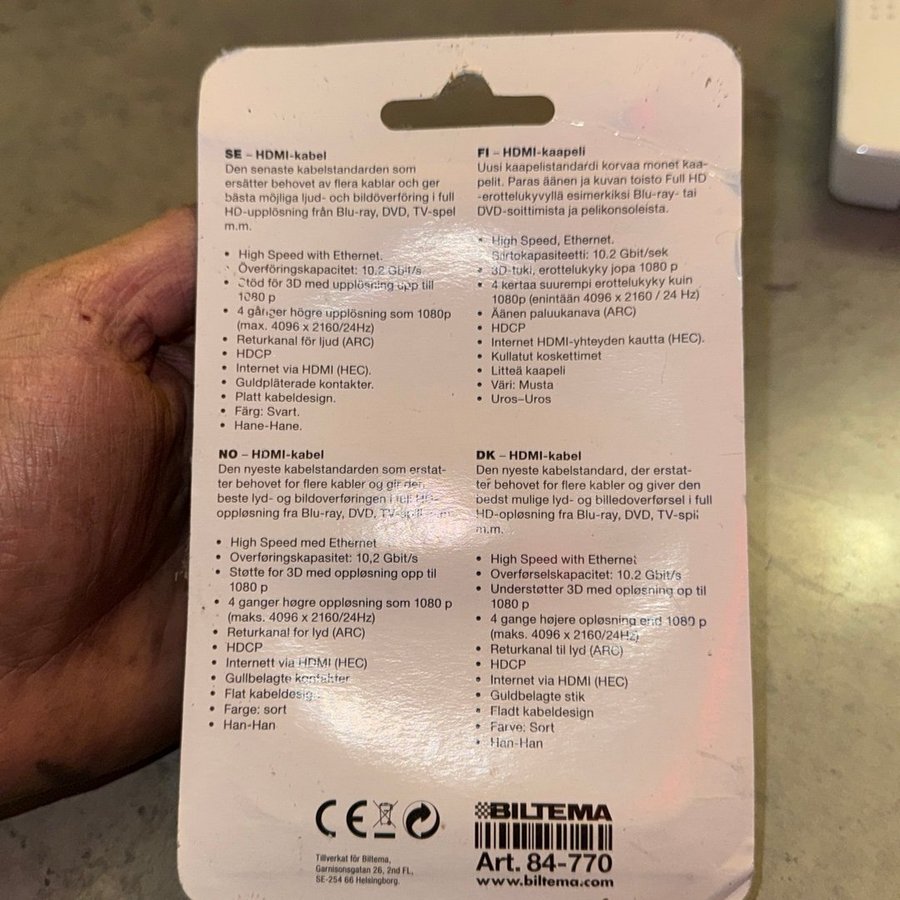 SE – HDMI-kabel
Den senaste kabelstandarden som
ersätter behovet av flera kablar och ger
bästa möjliga ljud- och bildöverföring i full
HD-upplösning från Blu-ray, DVD, TV-spel
m.m.
• High Speed with Ethernet.
• Överföringskapacitet: 10.2 Gbit/s
• Stöd för 3D med upplösning upp till
1080 p
• 4 gånger högre upplösning som 1080p
(max. 4096 x 2160/24Hz)
• Returkanal för ljud (ARC)
• HDCP
• Internet via HDMI (HEC).
• Guldpläterade kontakter.
• Platt kabeldesign.
• Färg: Svart.
• Hane-Hane.
FI – HDMI-kaapeli
Uusi kaapelistandardi korvaa monet kaa-
pelit. Paras äänen ja kuvan toisto Full HD
-erottelukyvyllä esimerkiksi Blu-ray- tai
DVD-soittimista ja pelikonsoleista.
• High Speed, Ethernet.
• Siirtokapasiteetti: 10.2 Gbit/sek
• 3D-tuki, erottelukyky jopa 1080 p
• 4 kertaa suurempi erottelukyky kuin
1080p (enintään 4096 x 2160 / 24 Hz)
• Äänen paluukanava (ARC)
• HDCP
• Internet HDMI-yhteyden kautta (HEC).
• Kullatut koskettimet
• Litteä kaapeli
• Väri: Musta
• Uros–Uros
NO – HDMI-kabel
Den nyeste kabelstandarden som erstat-
ter behovet for flere kabler og gir den
beste lyd- og bildoverføringen i full HD-
oppløsning fra Blu-ray, DVD, TV-spill m.m.
• High Speed med Ethernet
• Overføringskapasitet: 10,2 Gbit/s
• Støtte for 3D med oppløsning opp til
1080 p
• 4 ganger høgre oppløsning som 1080 p
(maks. 4096 x 2160/24Hz)
• Returkanal for lyd (ARC)
• HDCP
• Internett via HDMI (HEC)
• Gullbelagte kontakter
• Flat kabeldesign
• Farge: sort
• Han-Han
DK – HDMI-kabel
Den nyeste kabelstandard, der erstat-
ter behovet for flere kabler og giver den
bedst mulige lyd- og billedoverførsel i full
HD-opløsning fra Blu-ray, DVD, TV-spil
m.m.
• High Speed with Ethernet
• Overførselskapacitet: 10.2 Gbit/s
• Understøtter 3D med opløsning op til
1080 p
• 4 gange højere opløsning end 1080 p
(maks. 4096 x 2160/24Hz)
• Returkanal til lyd (ARC)
• HDCP
• Internet via HDMI (HEC)
• Guldbelagte stik
• Fladt kabeldesign
• Farve: Sort
• Han-Han
CE
Tillverkat för Biltema,
Garnisonsgatan 26, 2nd FL,
SE-254 66 Helsingborg.
BILTEMA
Art. 84-770
www.biltema.com